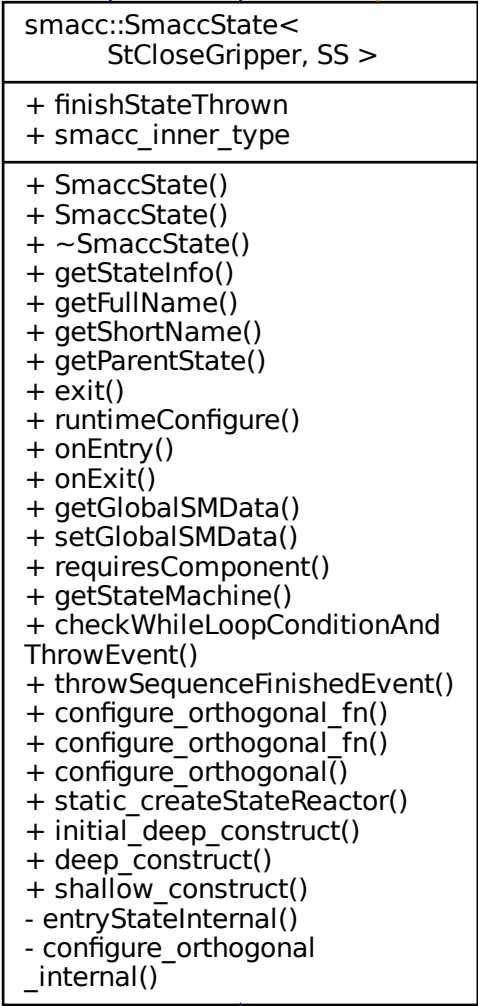 smacc::SmaccState<
StCloseGripper, SS >
+ finishStateThrown
+ smacc_inner_type
+ SmaccState()
+ SmaccState()
+ ~SmaccState()
+ getStateInfo()
+ getFullName()
+ getShortName()
+ getParentState()
+ exit()
+ runtimeConfigure()
+ onEntry()
+ onExit()
+ getGlobalSMData()
+ setGlobalSMData()
+ requiresComponent()
+ getStateMachine()
+ checkWhileLoopConditionAnd
ThrowEvent()
+ throwSequenceFinishedEvent()
+ configure_orthogonal_fn()
+ configure_orthogonal_fn()
+ configure_orthogonal()
+ static_createStateReactor()
+ initial_deep_construct()
+ deep_construct()
+ shallow_construct()
- entryStateInternal()
- configure_orthogonal
_internal()